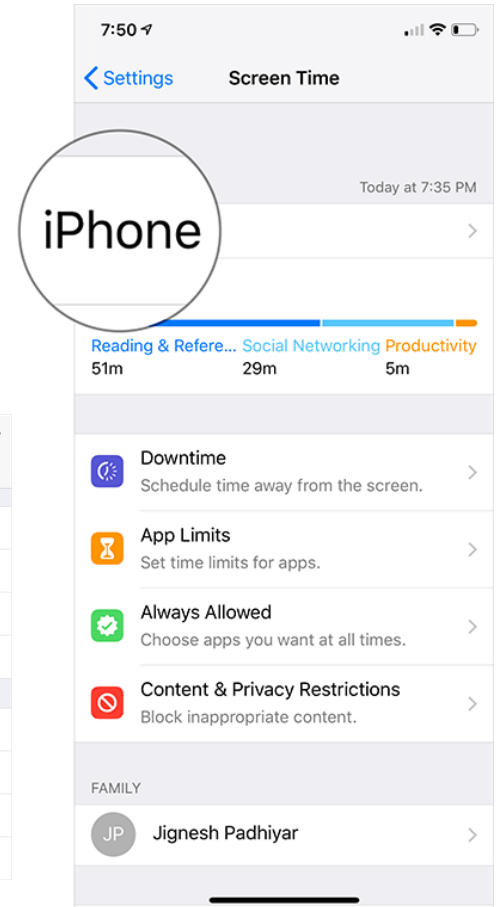 7:50
Settings
Screen Time
Today at 7:35 PM
iPhone
Reading & Refere... Social Networking Productivity
51m 29m 5m
Downtime
Schedule time away from the screen.
App Limits
Set time limits for apps.
Always Allowed
Choose apps you want at all times.
Content & Privacy Restrictions
Block inappropriate content.
FAMILY
JP Jignesh Padhiyar